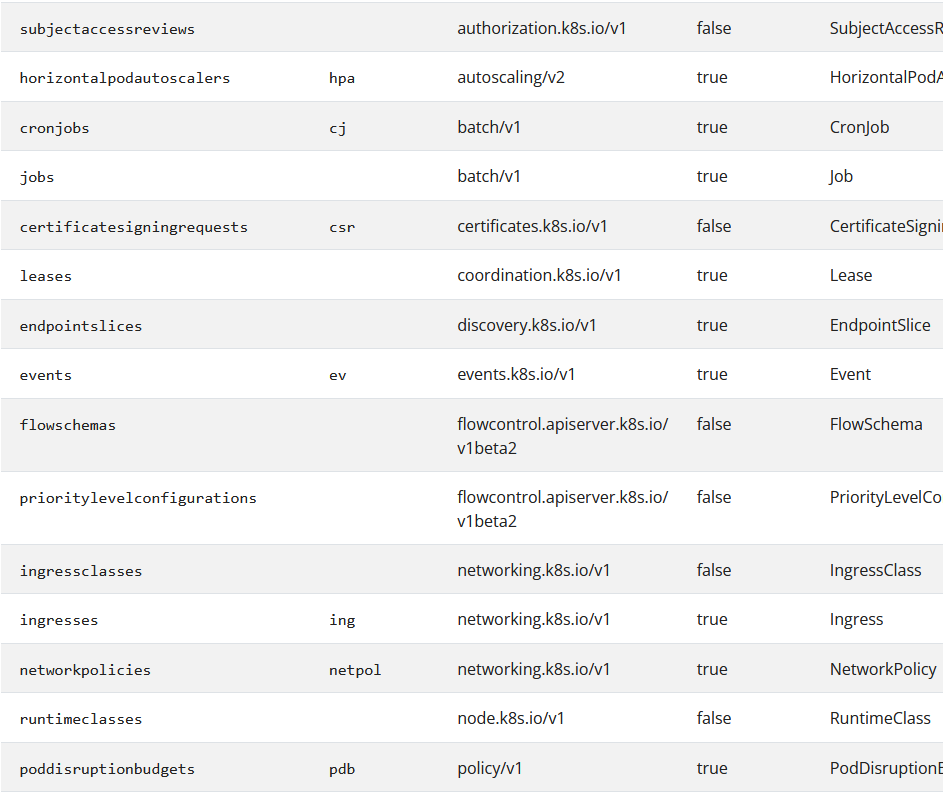 subjectaccessreviews authorization.k8s.io/v1 false SubjectAccessR
horizontalpodautoscalers hpa autoscaling/v2 true HorizontalPodA
cronjobs cj batch/v1 true CronJob
jobs batch/v1 true Job
certificatesigningrequests csr certificates.k8s.io/v1 false CertificateSigni
leases coordination.k8s.io/v1 true Lease
endpointslices discovery.k8s.io/v1 true EndpointSlice
events ev events.k8s.io/v1 true Event
flowschemas flowcontrol.apiserver.k8s.io/ false FlowSchema
v1beta2
prioritylevelconfigurations flowcontrol.apiserver.k8s.io/ false PriorityLevelCo
v1beta2
ingressclasses networking.k8s.io/v1 false IngressClass
ingresses ing networking.k8s.io/v1 true Ingress
networkpolicies netpol networking.k8s.io/v1 true NetworkPolicy
runtimeclasses node.k8s.io/v1 false RuntimeClass
poddisruptionbudgets pdb policy/v1 true PodDisruptionB